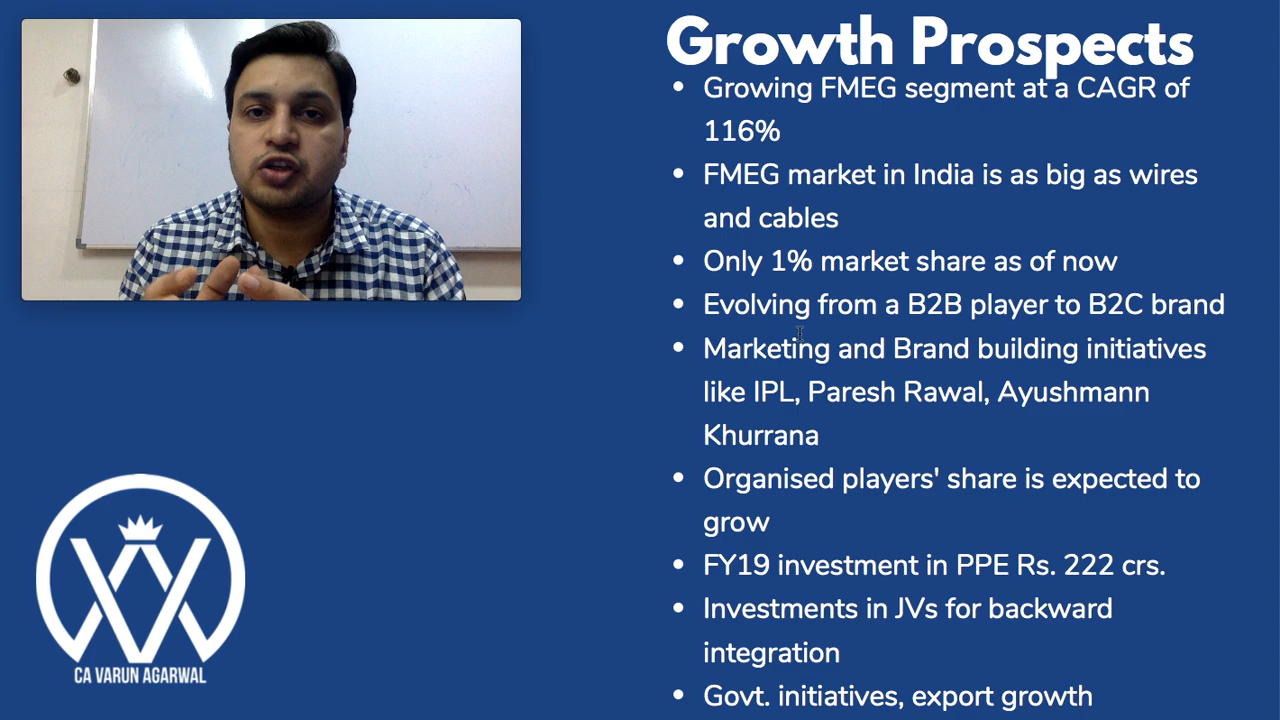 Growth Prospects
• Growing FMEG segment at a CAGR of
116%
• FMEG market in India is as big as wires
and cables
• Only 1% market share as of now
• Evolving from a B2B player to B2C brand
• Marketing and Brand building initiatives
like IPL, Paresh Rawal, Ayushmann
Khurrana
• Organised players' share is expected to
grow
• FY19 investment in PPE Rs. 222 crs.
• Investments in JVs for backward
integration
• Govt. initiatives, export growth
CA VARUN AGARWAL